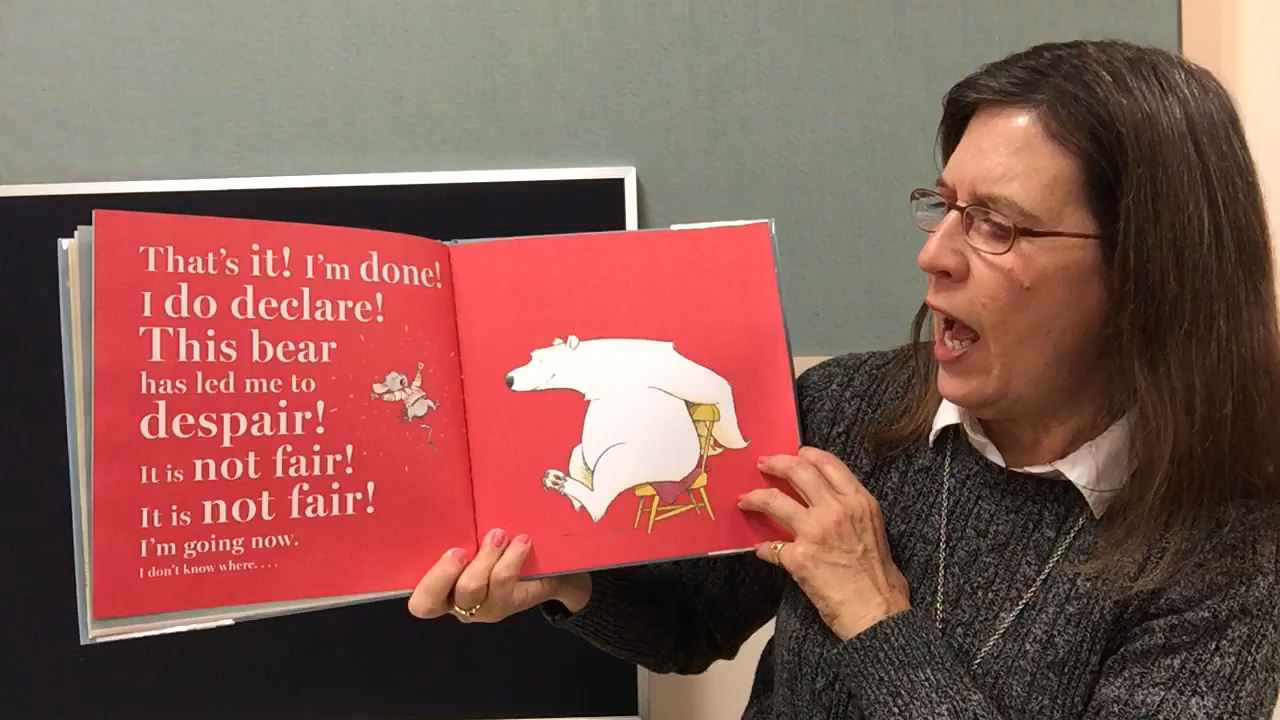 That's it! I'm done!
I do declare!
This bear
has led me to
despair!
It is not fair!
It is not fair!
I'm going now.
I don't know where....